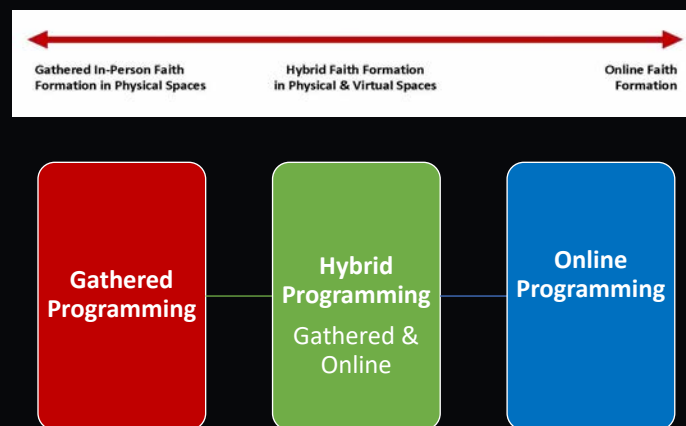 Gathered In-Person Faith
Formation in Physical Spaces
Hybrid Faith Formation
in Physical & Virtual Spaces
Online Faith
Formation
Gathered
Programming
Hybrid
Programming
Gathered &
Online
Online
Programming